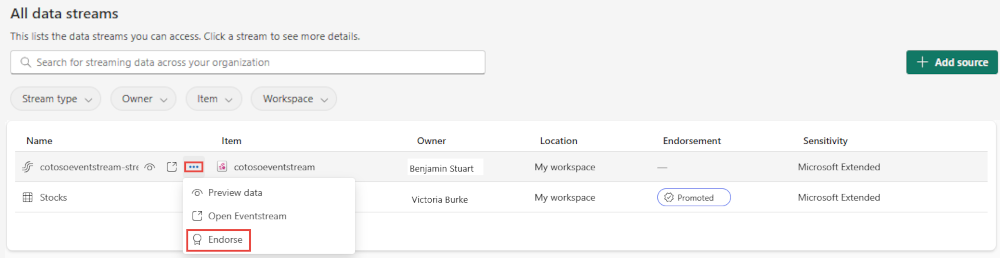 All data streams
This lists the data streams you can access. Click a stream to see more details.
Search for streaming data across your organization
Add source
Stream type Owner Item Workspace
Name Item Owner Location Endorsement Sensitivity
cotosoeventstream-stre cotosoeventstream Benjamin Stuart My workspace — Microsoft Extended
Preview data
Stocks Victoria Burke My workspace Promoted Microsoft Extended
Open Eventstream
Endorse